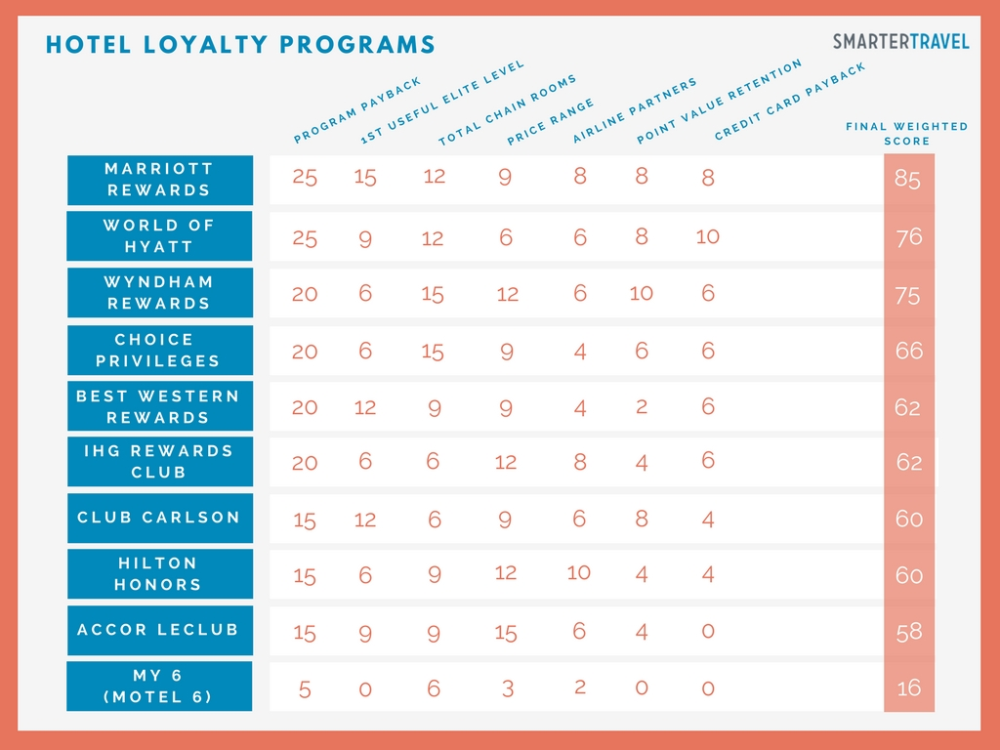 HOTEL LOYALTY PROGRAMS
SMARTERTRAVEL
PROGRAM PAYBACK
1ST USEFUL ELITE LEVEL
TOTAL CHAIN ROOMS
PRICE RANGE
AIRLINE PARTNERS
POINT VALUE RETENTION
CREDIT CARD PAYBACK
FINAL WEIGHTED
SCORE
MARRIOTT
REWARDS
25 15 12 9 8 8 8 85
WORLD OF
HYATT
25 9 12 6 6 8 10 76
WYNDHAM
REWARDS
20 6 15 12 6 10 6 75
CHOICE
PRIVILEGES
20 6 15 9 4 6 6 66
BEST WESTERN
REWARDS
20 12 9 9 4 2 6 62
IHG REWARDS
CLUB
20 6 6 12 8 4 6 62
CLUB CARLSON
15 12 6 9 6 8 4 60
HILTON
HONORS
15 6 9 12 10 4 4 60
ACCOR LECLUB
15 9 9 15 6 4 0 58
MY 6
(MOTEL 6)
5 0 6 3 2 0 0 16